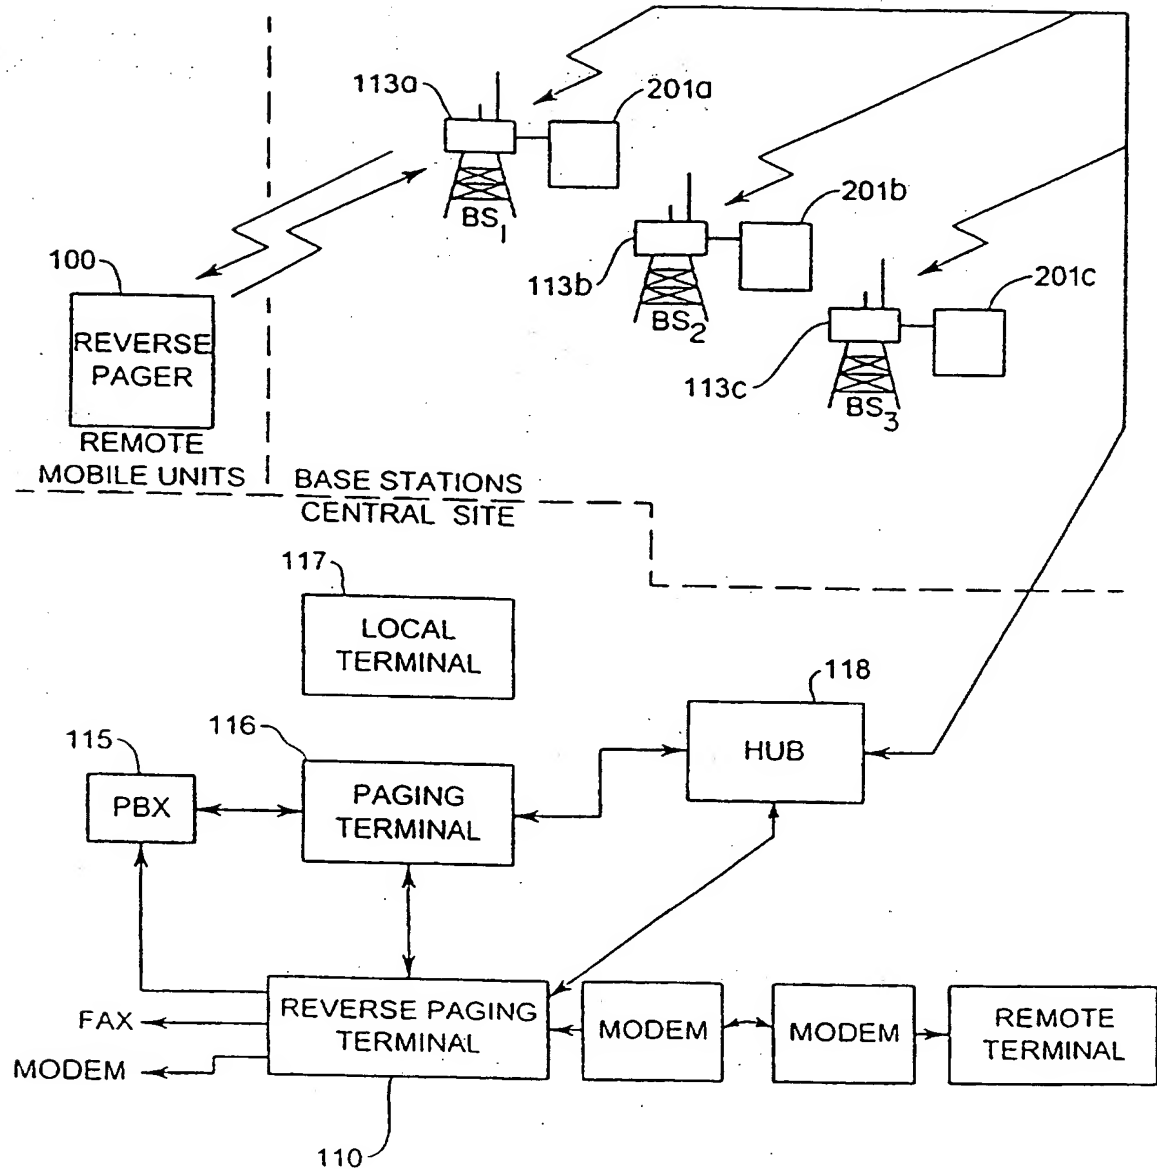 113a
201a
BS1
201b
113b
BS2
201c
113c
BS3
100
REVERSE
PAGER
REMOTE
MOBILE UNITS
BASE STATIONS
CENTRAL SITE
117
LOCAL
TERMINAL
118
HUB
115
PBX
116
PAGING
TERMINAL
REVERSE PAGING
TERMINAL
FAX
MODEM
MODEM
MODEM
REMOTE
TERMINAL
110